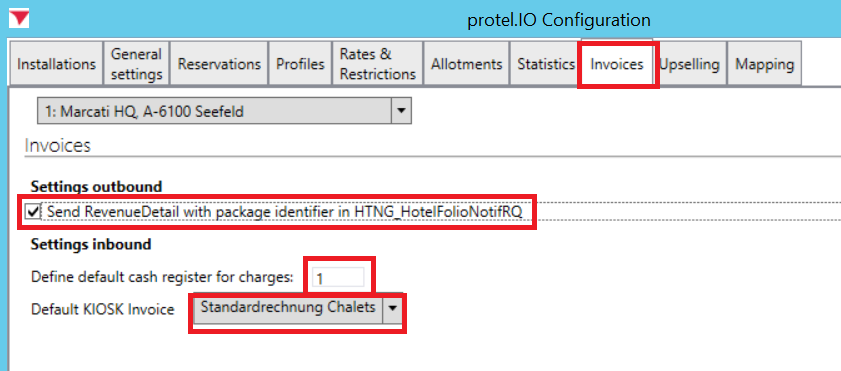 protel.IO Configuration
Installations
General
settings
Reservations
Profiles
Rates &
Restrictions
Allotments
Statistics
Invoices
Upselling
Mapping
1: Marcati HQ, A-6100 Seefeld
Invoices
Settings outbound
Send RevenueDetail with package identifier in HTNG_HotelFolioNotifRQ
Settings inbound
Define default cash register for charges: 1
Default KIOSK Invoice Standardrechnung Chalets